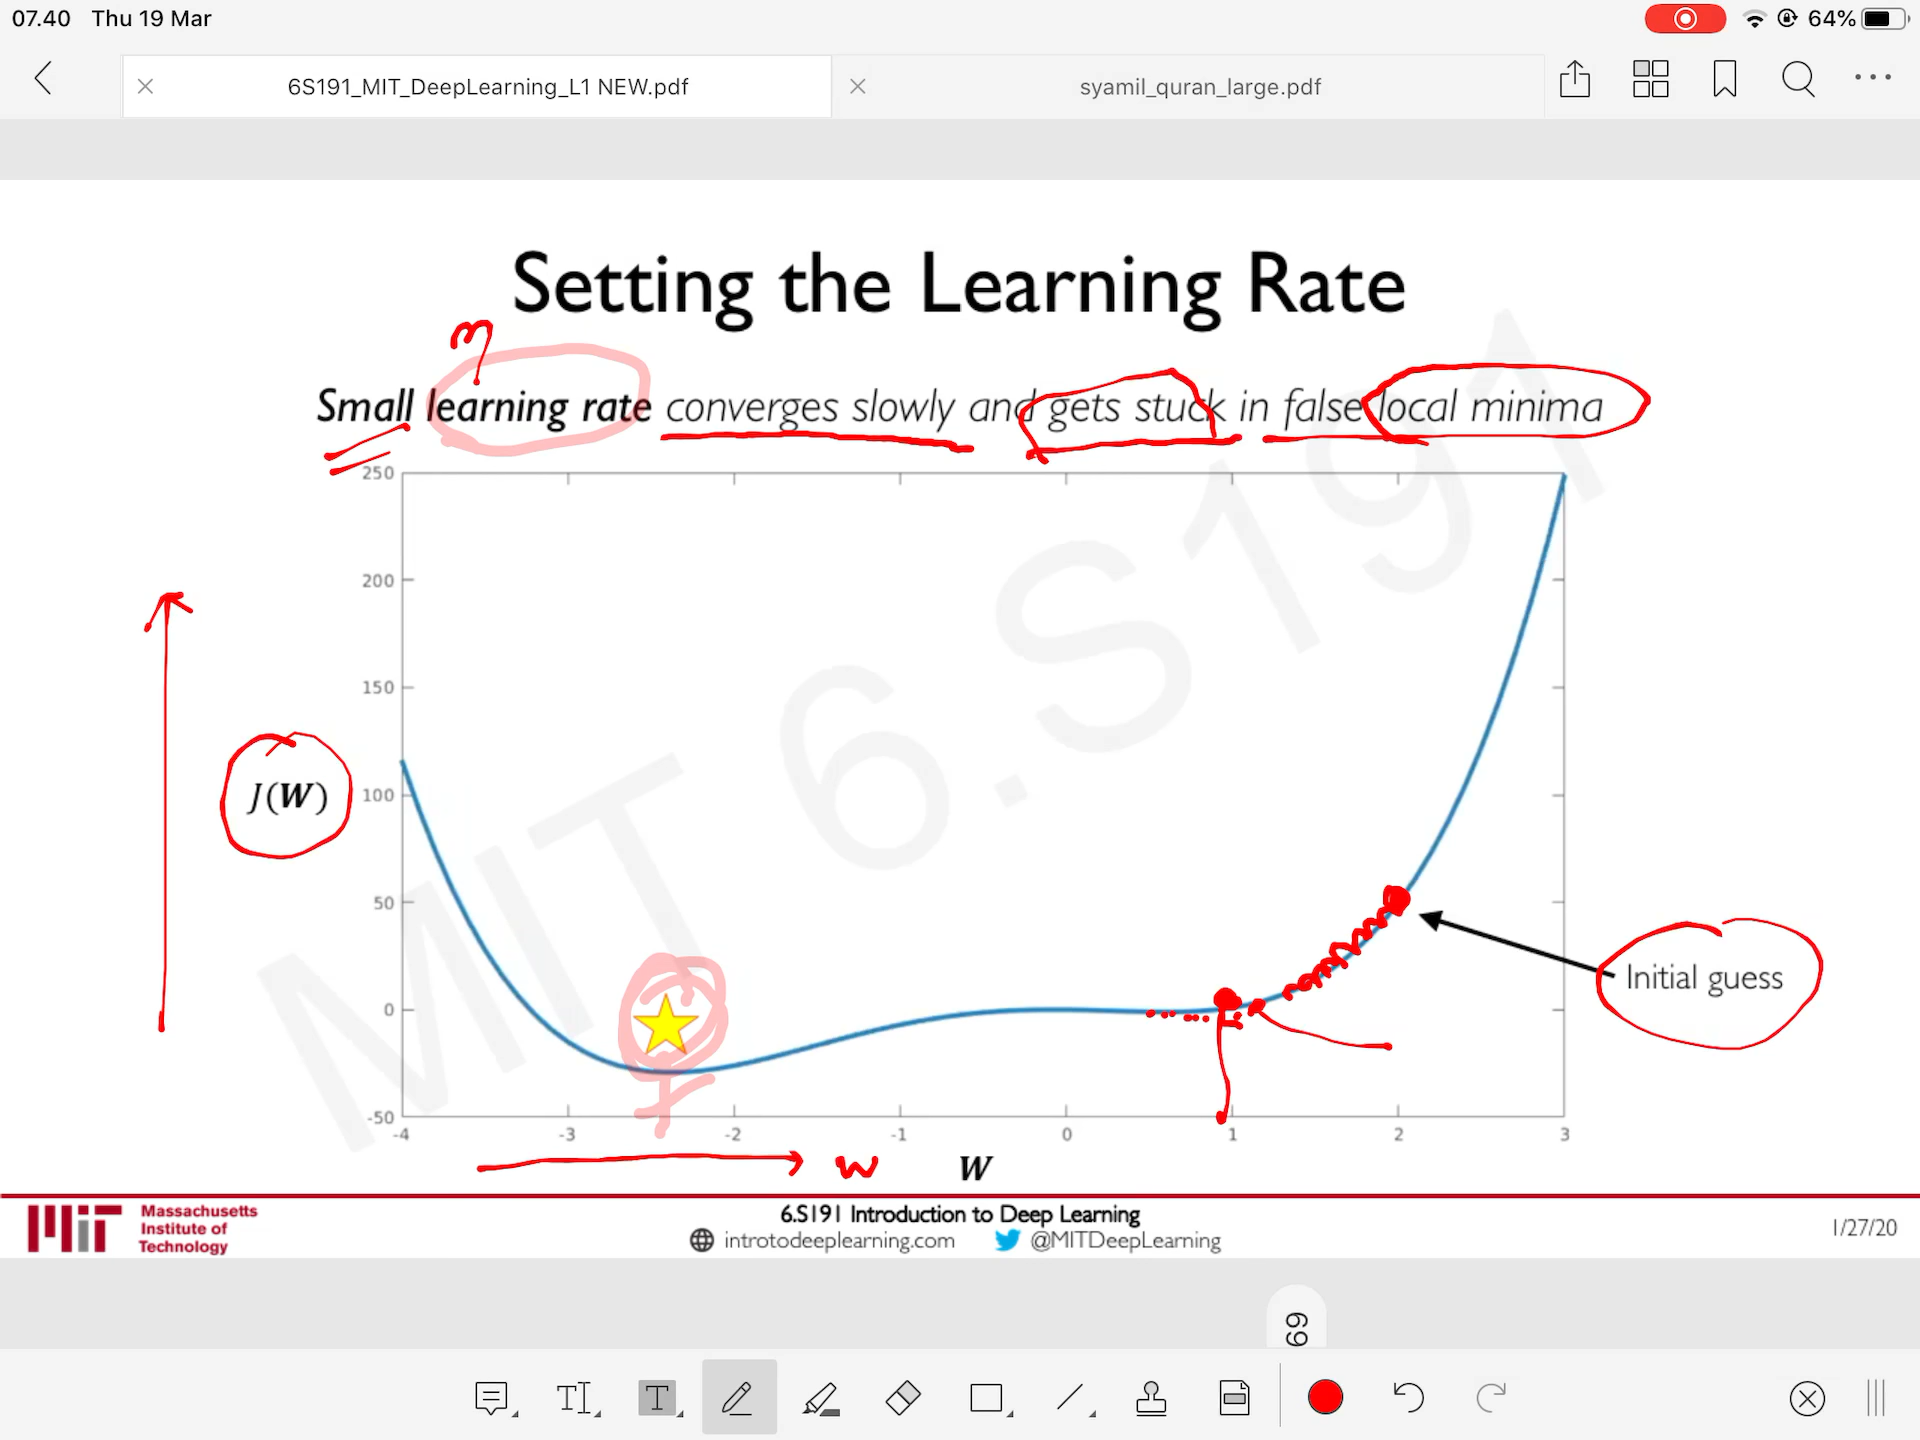 07.40 Thu 19 Mar
64%
6S191_MIT_DeepLearning_L1 NEW.pdf
syamil_quran_large.pdf
Setting the Learning Rate
η
Small learning rate converges slowly and gets stuck in false local minima
250
200
150
100
50
0
-50
J(W)
Initial guess
-4 -3 -2 -1 0 1 2 3
w
W
MIT 6.S191
Massachusetts
Institute of
Technology
6.S191 Introduction to Deep Learning
introtodeeplearning.com @MITDeepLearning
1/27/20
69